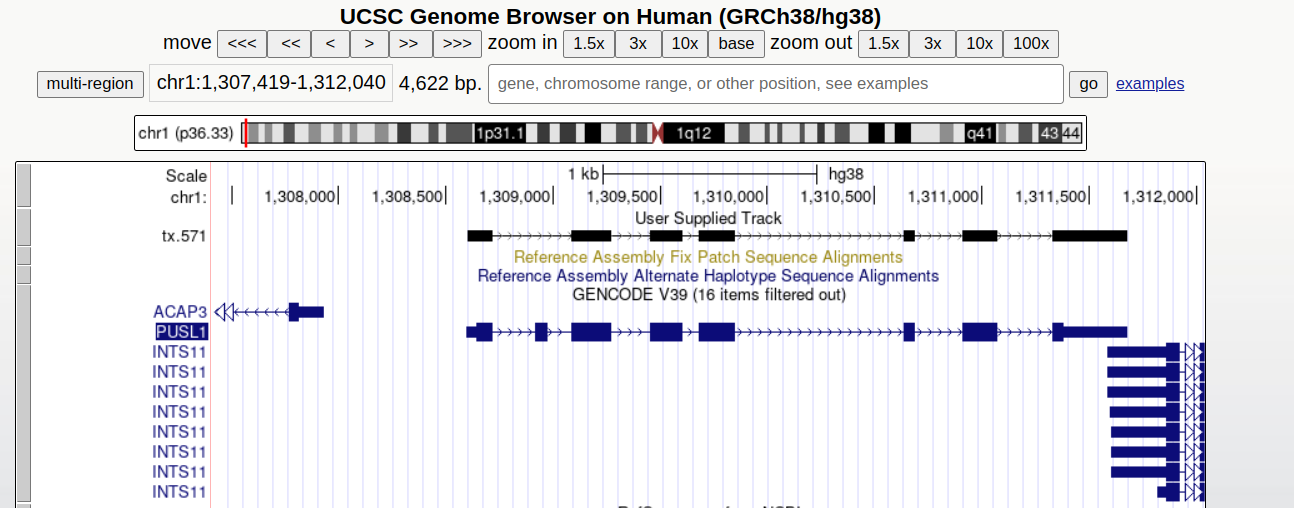 UCSC Genome Browser on Human (GRCh38/hg38)
move <<< << < > >> >>> zoom in 1.5x 3x 10x base zoom out 1.5x 3x 10x 100x
multi-region chr1:1,307,419-1,312,040 4,622 bp. gene, chromosome range, or other position, see examples go examples
chr1 (p36.33) 1p31.1 1q12 q41 43 44
Scale 1 kb hg38
chr1: 1,308,000 1,308,500 1,309,000 1,309,500 1,310,000 1,310,500 1,311,000 1,311,500 1,312,000
User Supplied Track
tx.571
Reference Assembly Fix Patch Sequence Alignments
Reference Assembly Alternate Haplotype Sequence Alignments
GENCODE V39 (16 items filtered out)
ACAP3
PUSL1
INTS11
INTS11
INTS11
INTS11
INTS11
INTS11
INTS11
INTS11